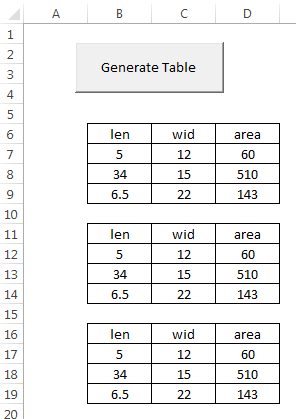 A B C D
1
2 Generate Table
3
4
5
6 len wid area
7 5 12 60
8 34 15 510
9 6.5 22 143
10
11 len wid area
12 5 12 60
13 34 15 510
14 6.5 22 143
15
16 len wid area
17 5 12 60
18 34 15 510
19 6.5 22 143
20